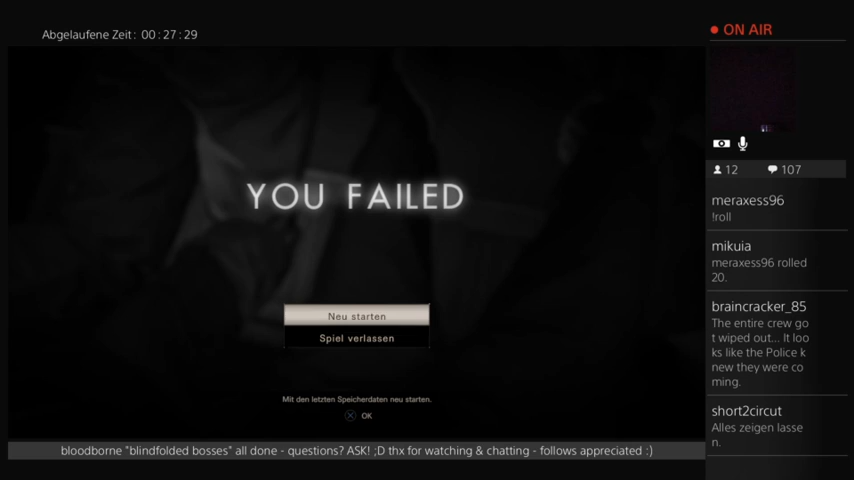 Abgelaufene Zeit: 00:27:29
ON AIR
12 107
YOU FAILED
Neu starten
Spiel verlassen
Mit den letzten Speicherdaten neu starten.
OK
meraxess96
!roll
mikuia
meraxess96 rolled
20.
braincracker_85
The entire crew go
t wiped out... It loo
ks like the Police k
new they were co
ming.
short2circut
Alles zeigen lasse
n.
bloodborne "blindfolded bosses" all done - questions? ASK! ;D thx for watching & chatting - follows appreciated :)